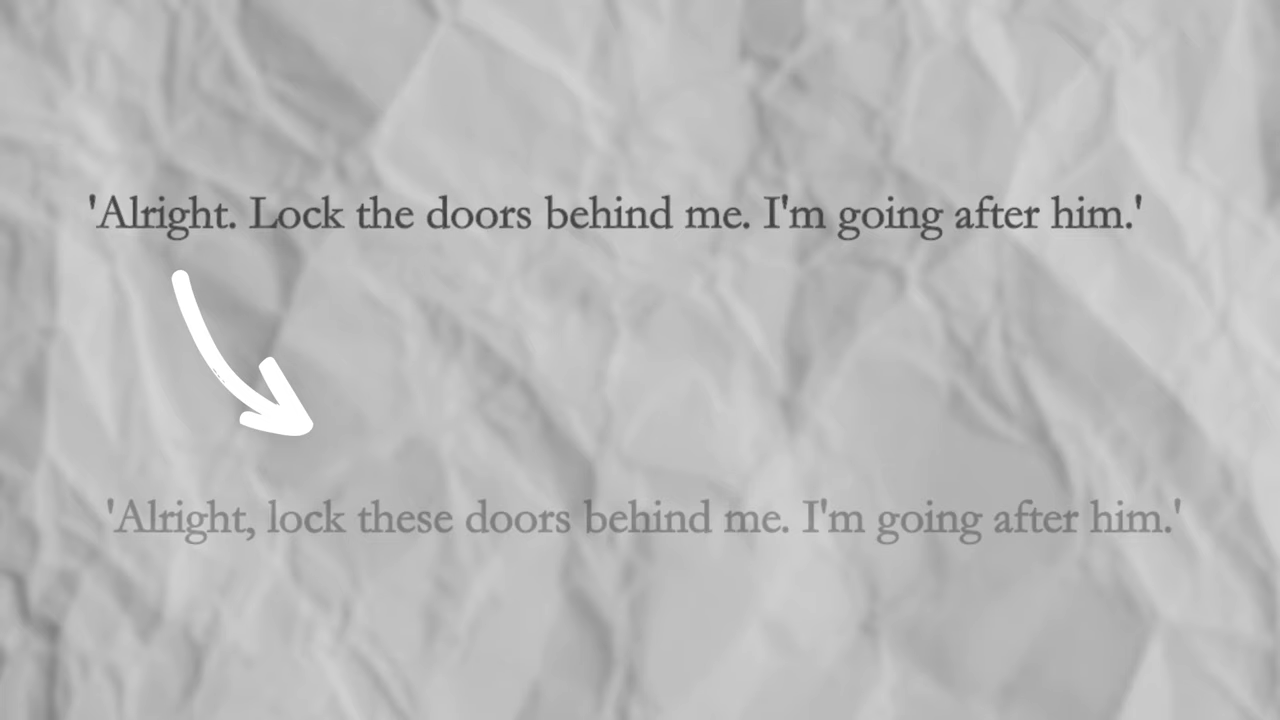 'Alright. Lock the doors behind me. I'm going after him.'
'Alright, lock these doors behind me. I'm going after him.'